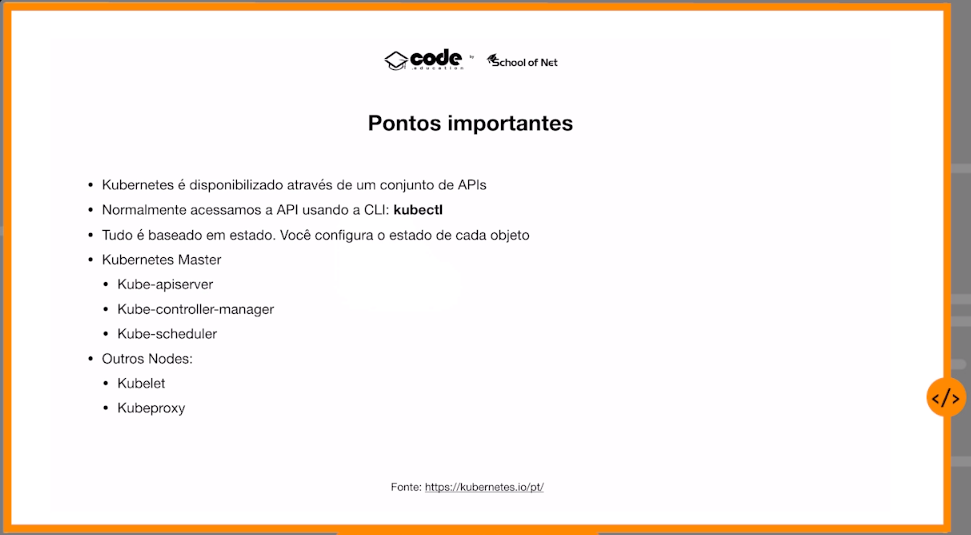 code
education
by
School of Net
Pontos importantes
• Kubernetes é disponibilizado através de um conjunto de APIs
• Normalmente acessamos a API usando a CLI: kubectl
• Tudo é baseado em estado. Você configura o estado de cada objeto
• Kubernetes Master
• Kube-apiserver
• Kube-controller-manager
• Kube-scheduler
• Outros Nodes:
• Kubelet
• Kubeproxy
</>
Fonte: https://kubernetes.io/pt/